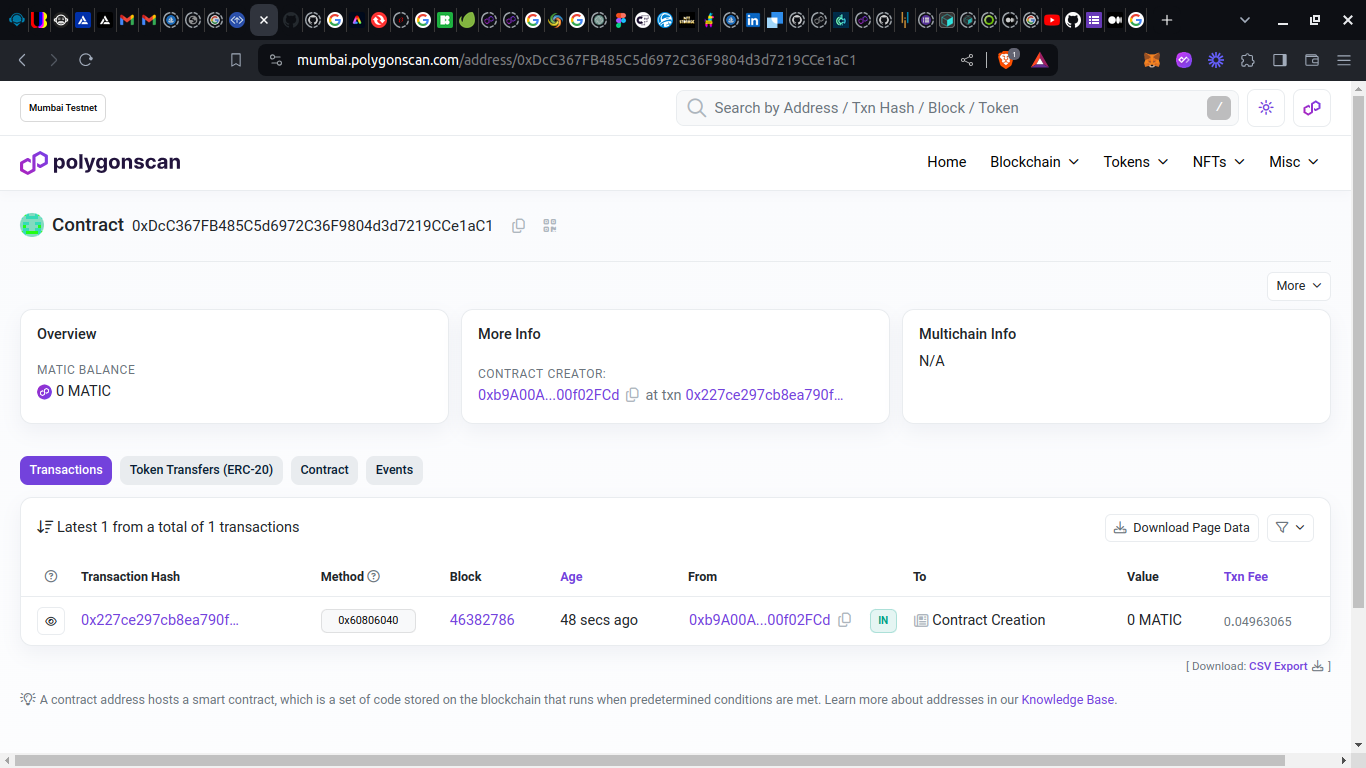 mumbai.polygonscan.com/address/0xDcC367FB485C5d6972C36F9804d3d7219CCe1aC1
1
Mumbai Testnet
Search by Address / Txn Hash / Block / Token
/
polygonscan
Home Blockchain Tokens NFTs Misc
Contract 0xDcC367FB485C5d6972C36F9804d3d7219CCe1aC1
More
Overview
MATIC BALANCE
0 MATIC
More Info
CONTRACT CREATOR:
0xb9A00A...00f02FCd at txn 0x227ce297cb8ea790f...
Multichain Info
N/A
Transactions Token Transfers (ERC-20) Contract Events
Latest 1 from a total of 1 transactions
Download Page Data
Transaction Hash Method Block Age From To Value Txn Fee
0x227ce297cb8ea790f... 0x60806040 46382786 48 secs ago 0xb9A00A...00f02FCd IN Contract Creation 0 MATIC 0.04963065
[ Download: CSV Export ]
A contract address hosts a smart contract, which is a set of code stored on the blockchain that runs when predetermined conditions are met. Learn more about addresses in our Knowledge Base.